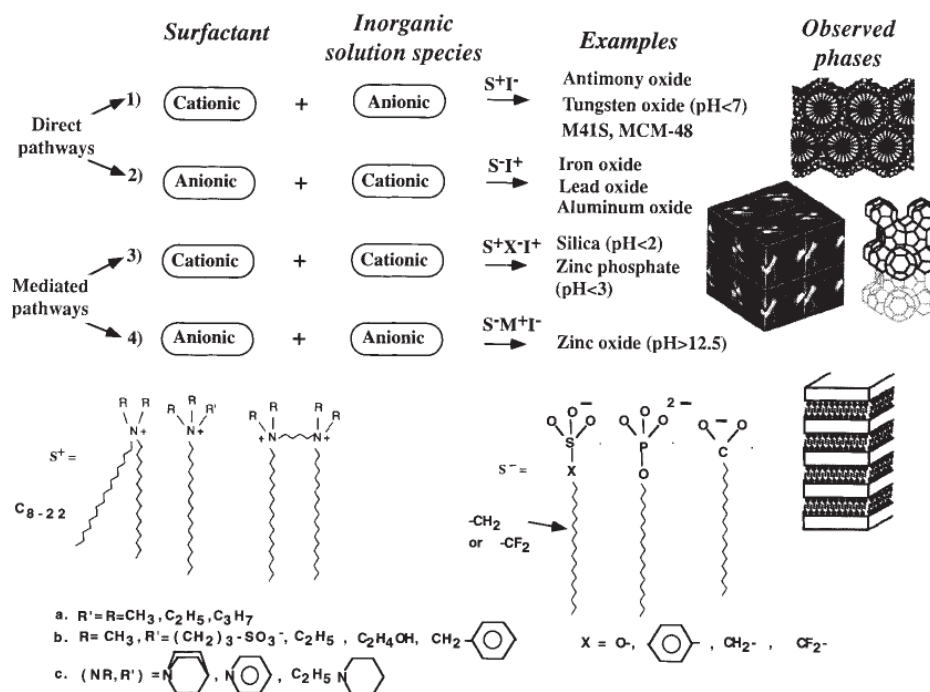 Surfactant
Inorganic
solution species
Examples
Observed
phases
Direct
pathways
1) Cationic + Anionic S⁺I⁻ Antimony oxide
Tungsten oxide (pH<7)
M41S, MCM-48
2) Anionic + Cationic S⁻I⁺ Iron oxide
Lead oxide
Aluminum oxide
Mediated
pathways
3) Cationic + Cationic S⁺X⁻I⁺ Silica (pH<2)
Zinc phosphate
(pH<3)
4) Anionic + Anionic S⁻M⁺I⁻ Zinc oxide (pH>12.5)
R R N +
R R R' N +
R R N + R R N +
S⁺ =
C₈₋₂₂
S⁻ =
O O O − S X
O O O 2− P O
O O − C
-CH₂
or -CF₂
a. R'=R=CH₃, C₂H₅, C₃H₇
b. R= CH₃, R'= (CH₂)₃-SO₃⁻, C₂H₅ , C₂H₄OH, CH₂-
X = O-, , CH₂- , CF₂-
c. (NR, R') = N , N , C₂H₅ N